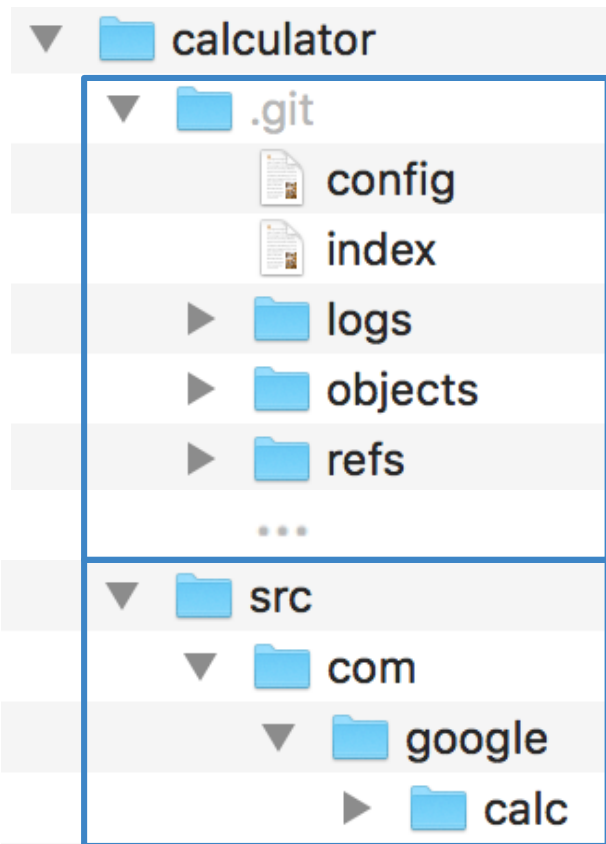 calculator
.git
config
index
logs
objects
refs
...
src
com
google
calc